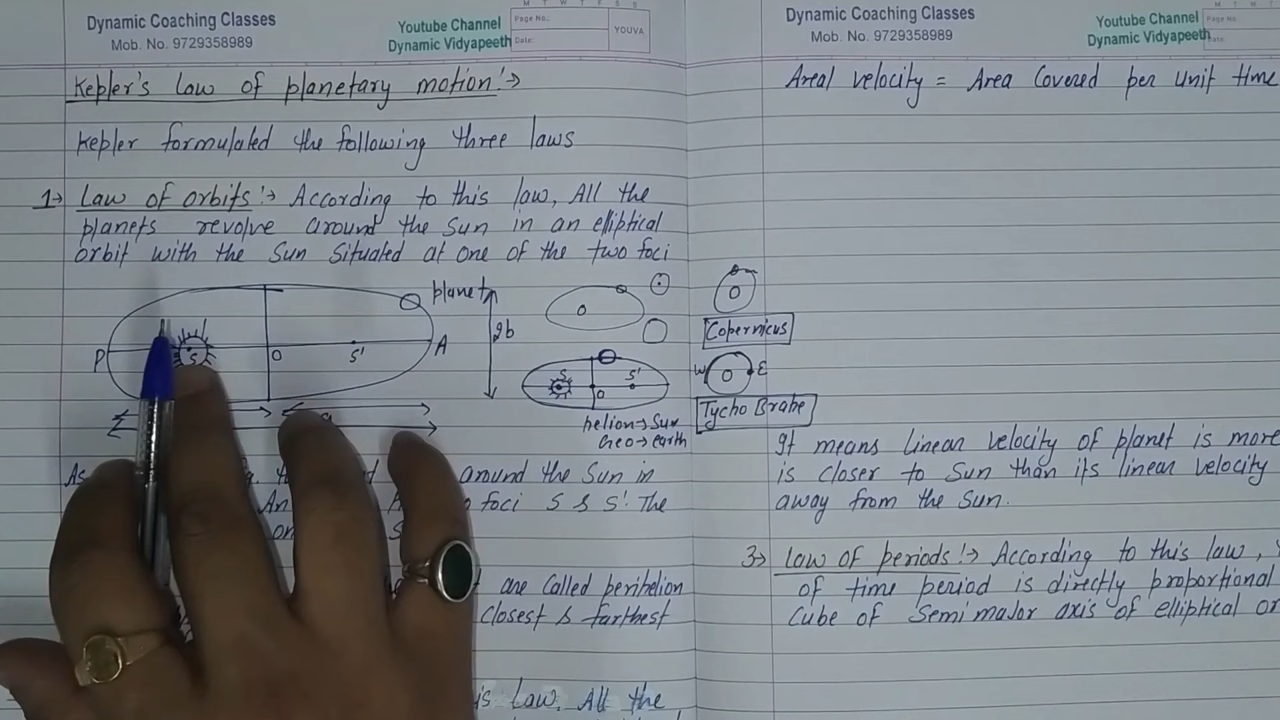 Dynamic Coaching Classes
Mob. No. 9729358989
Youtube Channel
Dynamic Vidyapeeth
M T W T F S S
Page No.:
Date:
YOUVA
Kepler's Law of planetary motion :→
Kepler formulated the following three laws
1→ Law of orbits :→ According to this law, All the
planets revolve around the Sun in an elliptical
orbit with the Sun Situated at one of the two foci
planet
P
S
O
S'
A
2b
a
Copernicus
S
S'
O
W
E
Tycho Brahe
helion → Sun
Geo → earth
As around the Sun in
An foci S & S'. The
on
are called perihelion
closest & farthest
is Law, All the
Dynamic Coaching Classes
Mob. No. 9729358989
Youtube Channel
Dynamic Vidyapeeth
Page No.
Date:
Areal velocity = Area Covered per unit time
It means linear velocity of planet is more
is closer to Sun than its linear velocity
away from the Sun.
3→ Law of periods :→ According to this law,
of time period is directly proportional
Cube of Semi major axis of elliptical or